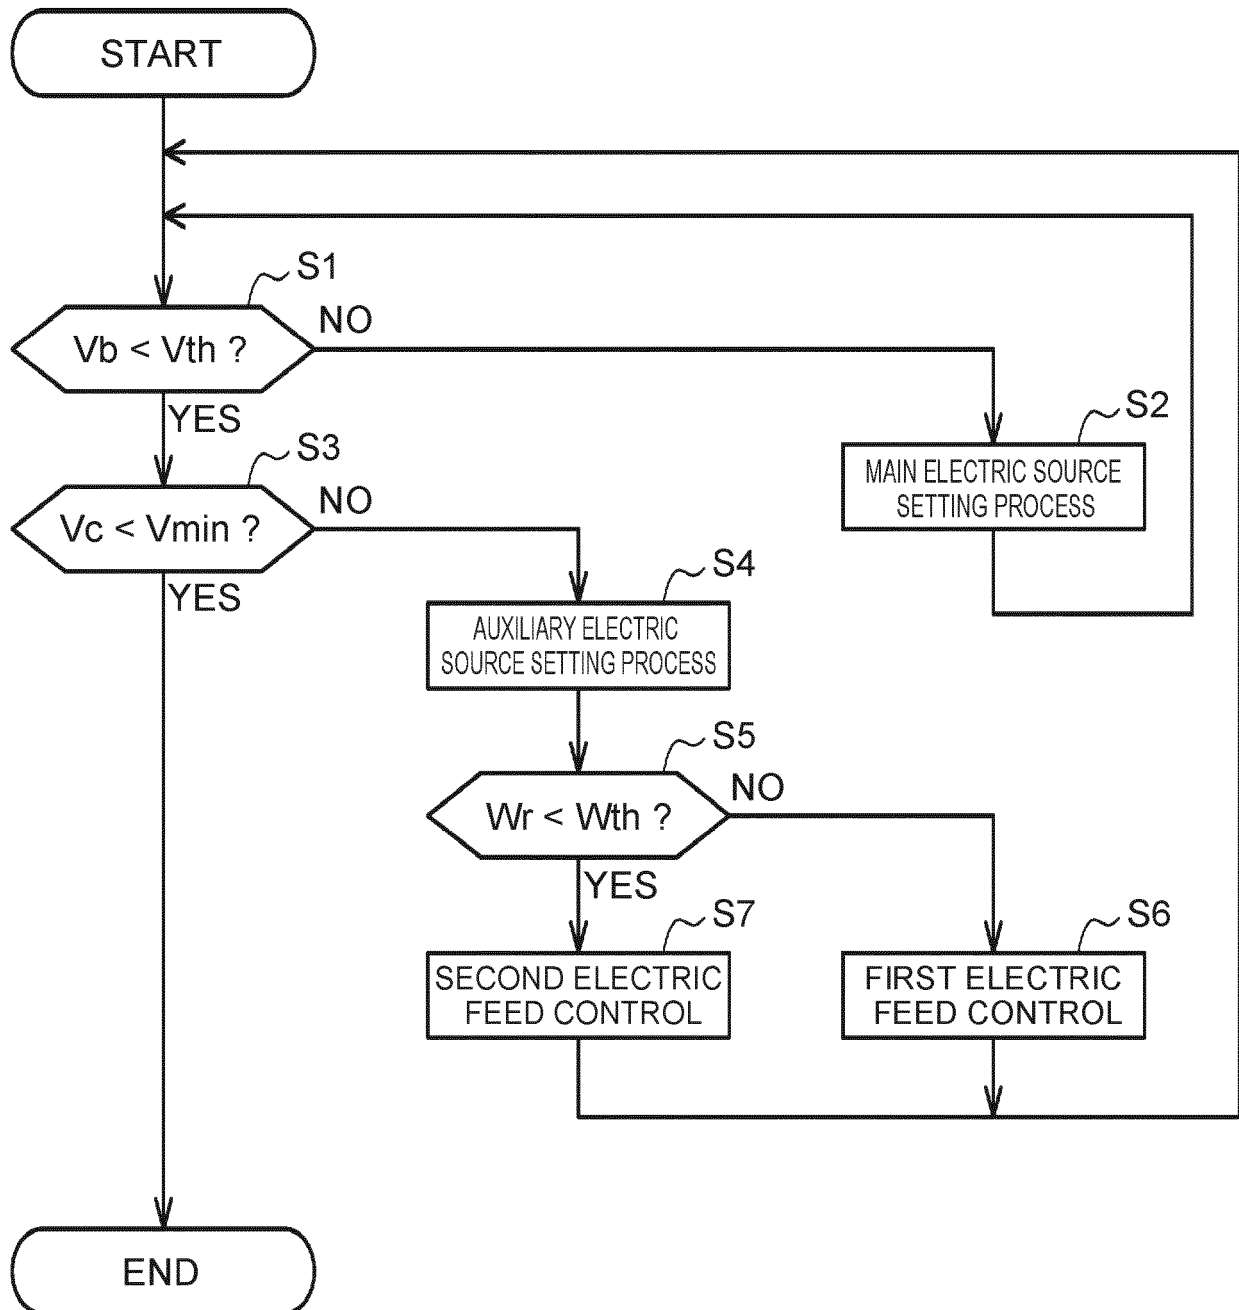 START
S1
Vb < Vth ?
NO
YES
S2
MAIN ELECTRIC SOURCE
SETTING PROCESS
S3
Vc < Vmin ?
NO
YES
S4
AUXILIARY ELECTRIC
SOURCE SETTING PROCESS
S5
Wr < Wth ?
NO
YES
S7
SECOND ELECTRIC
FEED CONTROL
S6
FIRST ELECTRIC
FEED CONTROL
END